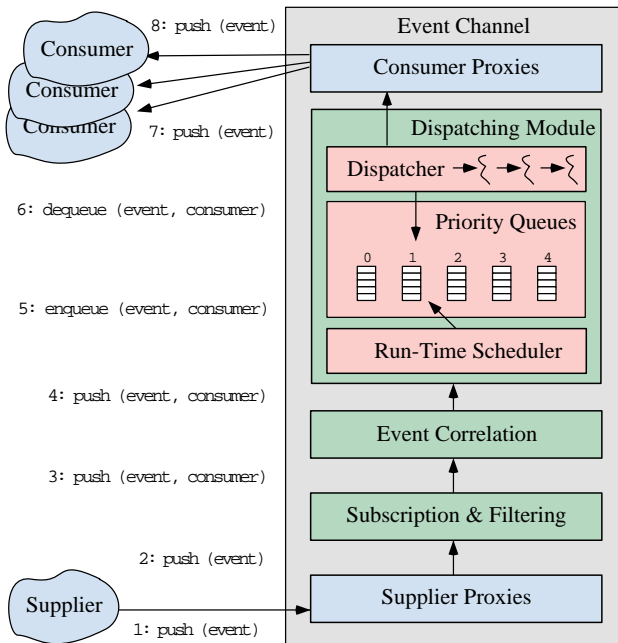 8: push (event)
Event Channel
Consumer
Consumer Proxies
Consumer
Consumer
7: push (event)
Dispatching Module
Dispatcher
6: dequeue (event, consumer)
Priority Queues
0 1 2 3 4
5: enqueue (event, consumer)
Run-Time Scheduler
4: push (event, consumer)
Event Correlation
3: push (event, consumer)
Subscription & Filtering
2: push (event)
Supplier
Supplier Proxies
1: push (event)